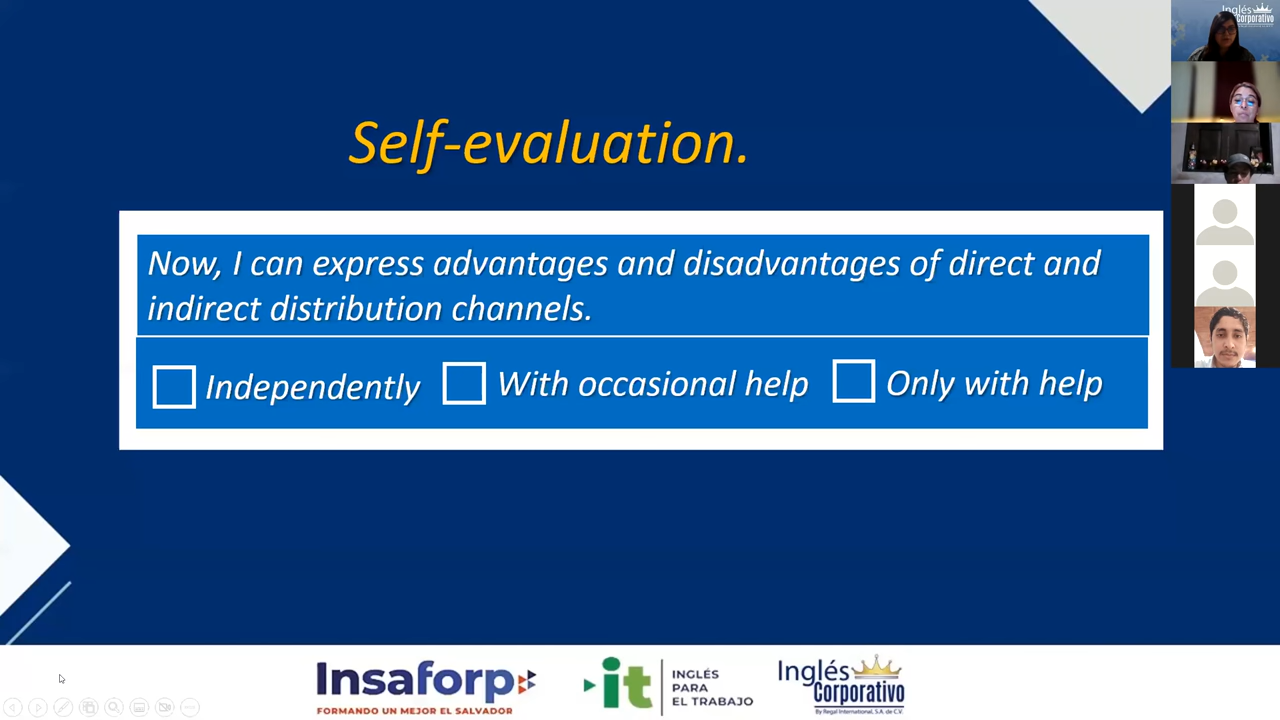 Inglés
Corporativo
Self-evaluation.
Now, I can express advantages and disadvantages of direct and
indirect distribution channels.
Independently
With occasional help
Only with help
Insaforp
FORMANDO UN MEJOR EL SALVADOR
it
INGLÉS
PARA
EL TRABAJO
Inglés
Corporativo
By Regal International, S.A. de C.V.